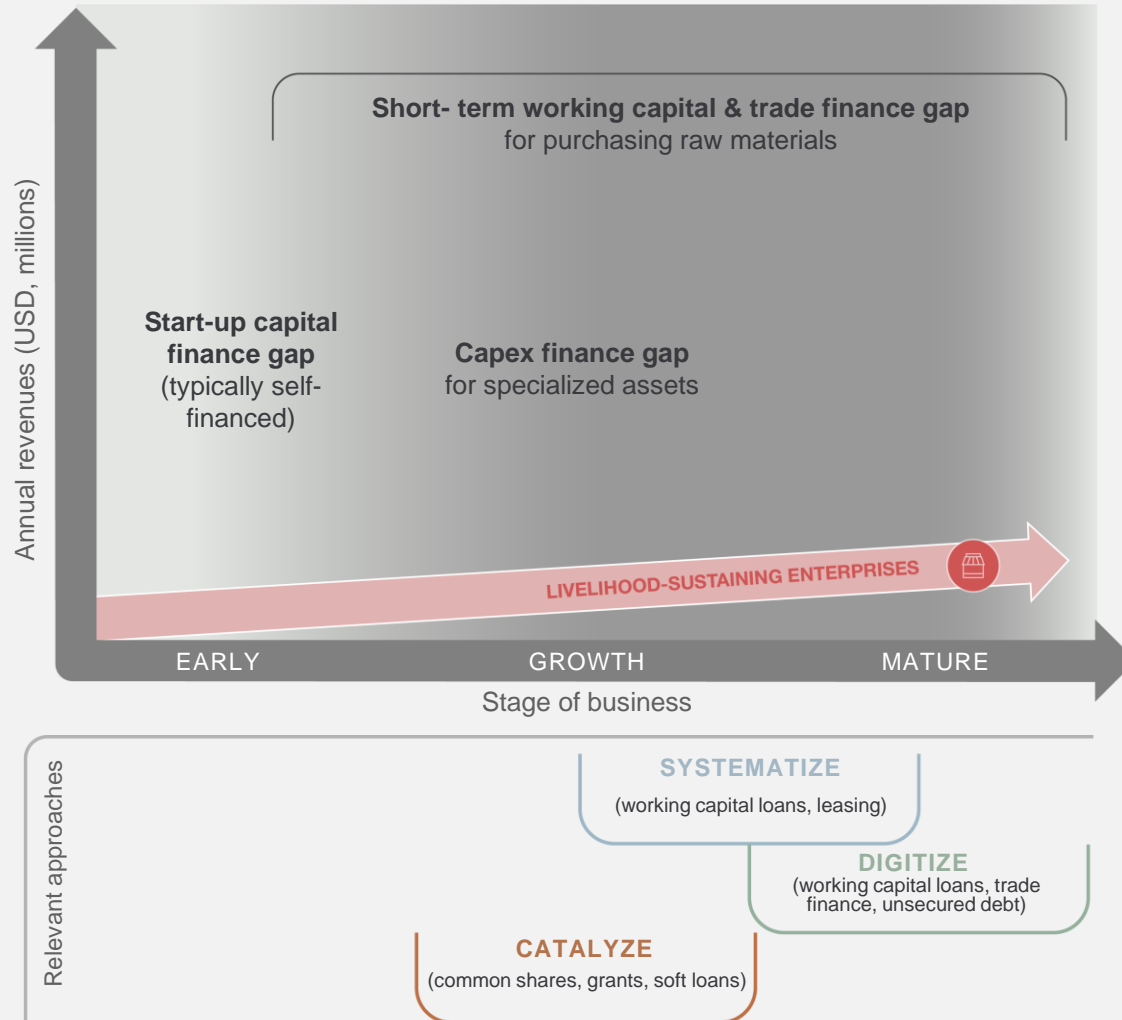 Short- term working capital & trade finance gap
for purchasing raw materials
Annual revenues (USD, millions)
Start-up capital
finance gap
(typically self-
financed)
Capex finance gap
for specialized assets
LIVELIHOOD-SUSTAINING ENTERPRISES
EARLY
GROWTH
MATURE
Stage of business
Relevant approaches
SYSTEMATIZE
(working capital loans, leasing)
DIGITIZE
(working capital loans, trade
finance, unsecured debt)
CATALYZE
(common shares, grants, soft loans)